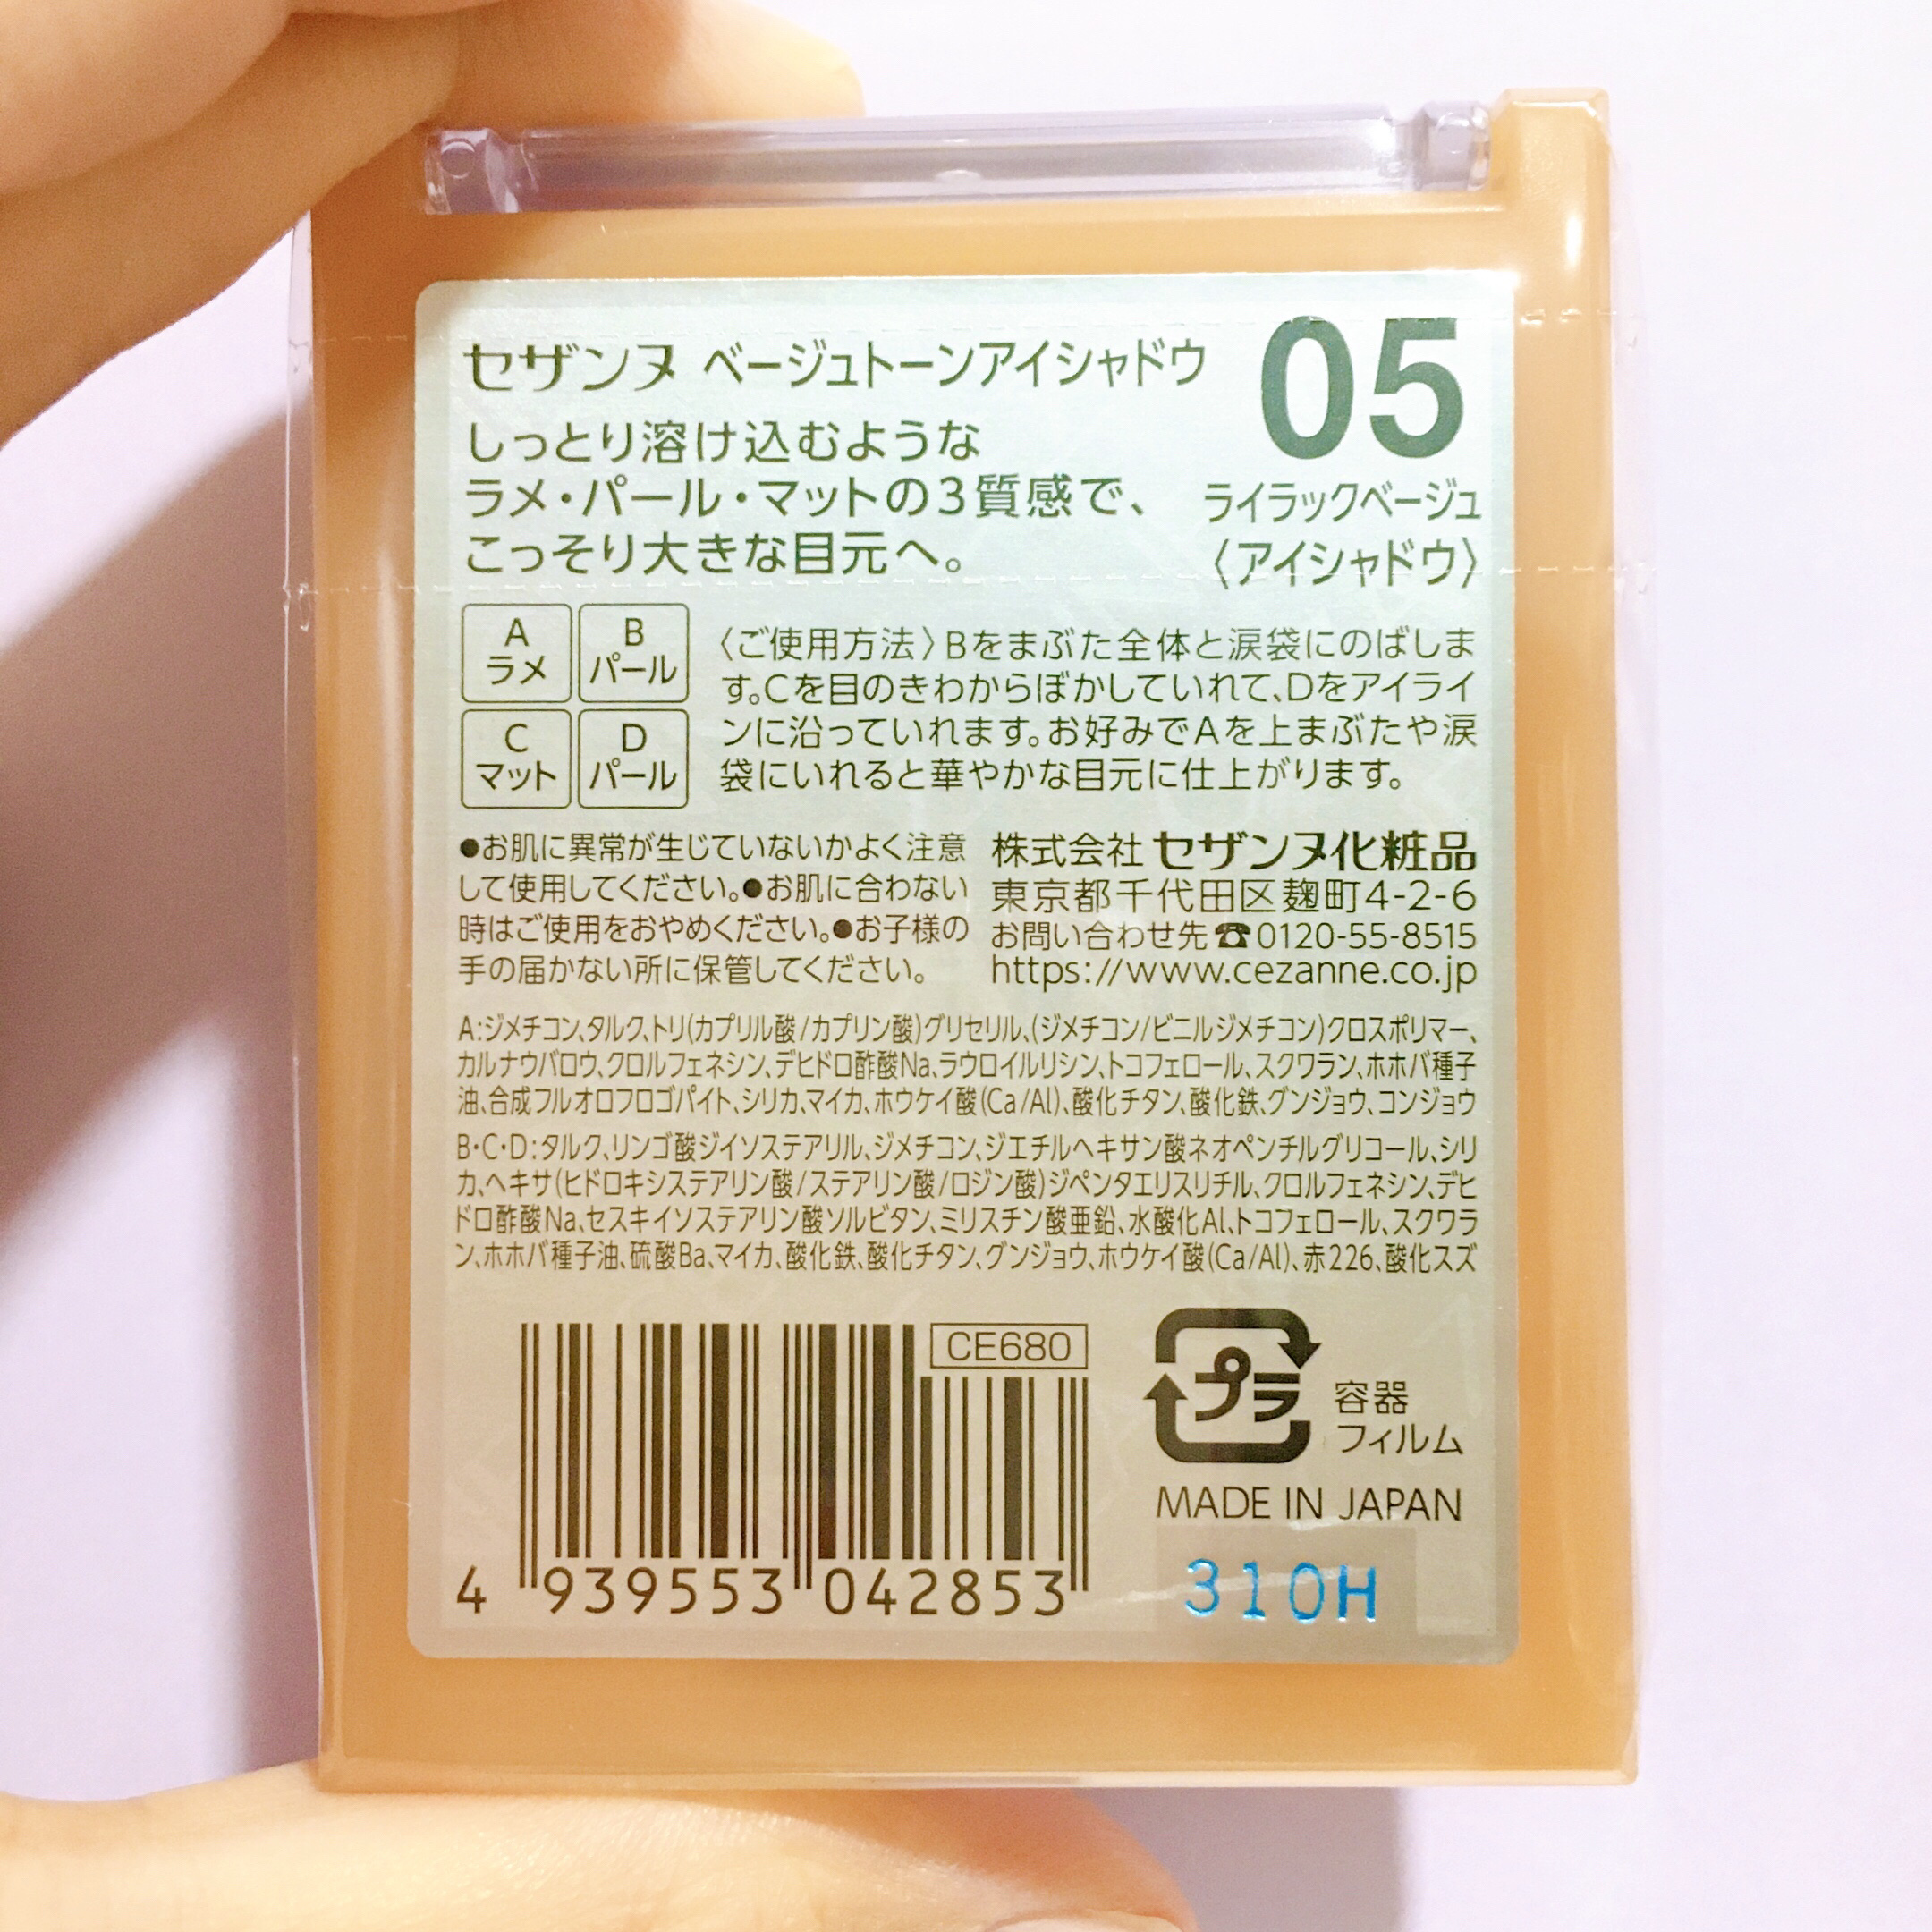 セザンヌ ベージュトーンアイシャドウ
05
ライラックベージュ
〈アイシャドウ〉
しっとり溶け込むような
ラメ・パール・マットの3質感で、
こっそり大きな目元へ。
A
ラメ
B
パール
C
マット
D
パール
〈ご使用方法〉Bをまぶた全体と涙袋にのばしま
す。Cを目のきわからぼかしていれて、Dをアイライ
ンに沿っていれます。お好みでAを上まぶたや涙
袋にいれると華やかな目元に仕上がります。
●お肌に異常が生じていないかよく注意
して使用してください。●お肌に合わない
時はご使用をおやめください。●お子様の
手の届かない所に保管してください。
株式会社 セザンヌ化粧品
東京都千代田区麹町4-2-6
お問い合わせ先☎0120-55-8515
https://www.cezanne.co.jp
A:ジメチコン、タルク、トリ(カプリル酸/カプリン酸)グリセリル、(ジメチコン/ビニルジメチコン)クロスポリマー、
カルナウバロウ、クロルフェネシン、デヒドロ酢酸Na、ラウロイルリシン、トコフェロール、スクワラン、ホホバ種子
油、合成フルオロフロゴパイト、シリカ、マイカ、ホウケイ酸(Ca/Al)、酸化チタン、酸化鉄、グンジョウ、コンジョウ
B・C・D:タルク、リンゴ酸ジイソステアリル、ジメチコン、ジエチルヘキサン酸ネオペンチルグリコール、シリ
カ、ヘキサ(ヒドロキシステアリン酸/ステアリン酸/ロジン酸)ジペンタエリスリチル、クロルフェネシン、デヒ
ドロ酢酸Na、セスキイソステアリン酸ソルビタン、ミリスチン酸亜鉛、水酸化Al、トコフェロール、スクワラ
ン、ホホバ種子油、硫酸Ba、マイカ、酸化鉄、酸化チタン、グンジョウ、ホウケイ酸(Ca/Al)、赤226、酸化スズ
CE680
4 939553 042853
プラ
容器
フィルム
MADE IN JAPAN
310H